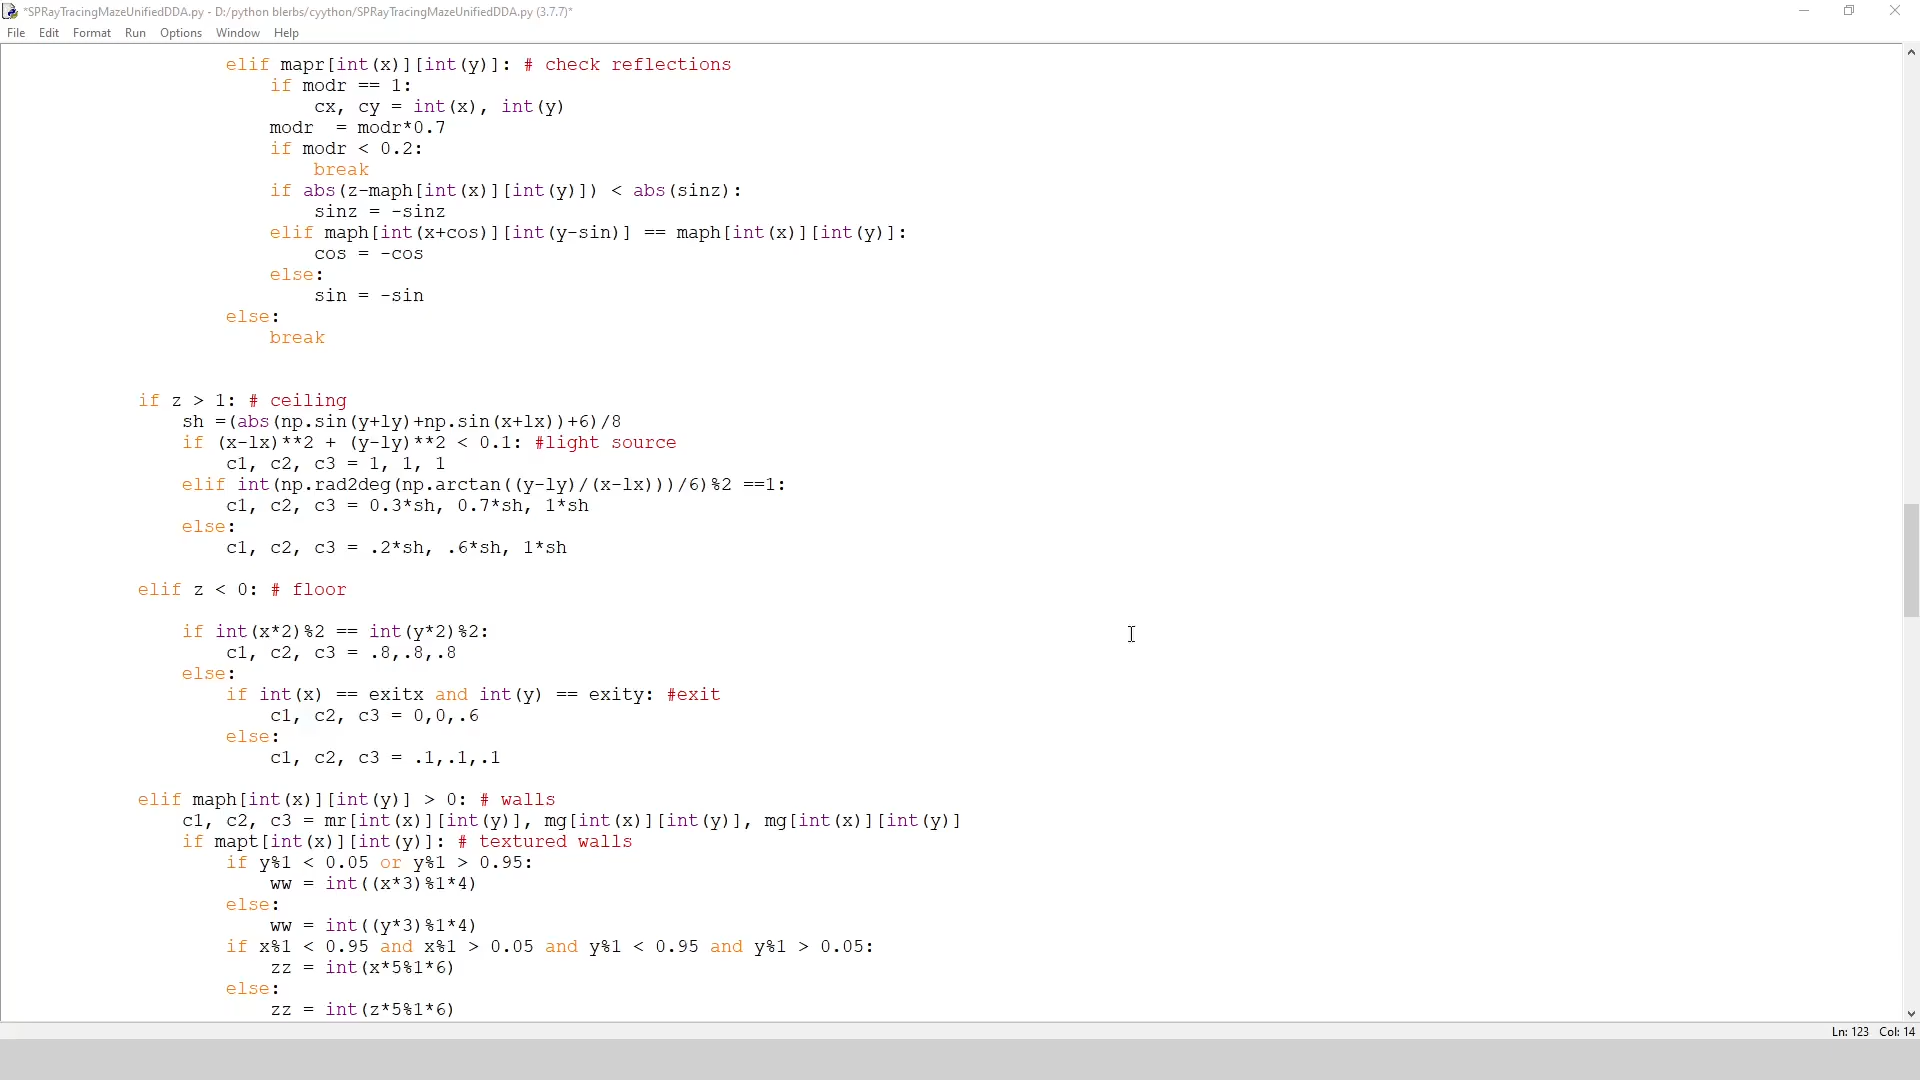 *SPRayTracingMazeUnifiedDDA.py - D:/python blerbs/cyython/SPRayTracingMazeUnifiedDDA.py (3.7.7)*
File Edit Format Run Options Window Help
elif mapr[int(x)][int(y)]: # check reflections
if modr == 1:
cx, cy = int(x), int(y)
modr  = modr*0.7
if modr < 0.2:
break
if abs(z-maph[int(x)][int(y)]) < abs(sinz):
sinz = -sinz
elif maph[int(x+cos)][int(y-sin)] == maph[int(x)][int(y)]:
cos = -cos
else:
sin = -sin
else:
break
if z > 1: # ceiling
sh =(abs(np.sin(y+ly)+np.sin(x+lx))+6)/8
if (x-lx)**2 + (y-ly)**2 < 0.1: #light source
c1, c2, c3 = 1, 1, 1
elif int(np.rad2deg(np.arctan((y-ly)/(x-lx)))/6)%2 ==1:
c1, c2, c3 = 0.3*sh, 0.7*sh, 1*sh
else:
c1, c2, c3 = .2*sh, .6*sh, 1*sh
elif z < 0: # floor
if int(x*2)%2 == int(y*2)%2:
c1, c2, c3 = .8,.8,.8
else:
if int(x) == exitx and int(y) == exity: #exit
c1, c2, c3 = 0,0,.6
else:
c1, c2, c3 = .1,.1,.1
elif maph[int(x)][int(y)] > 0: # walls
c1, c2, c3 = mr[int(x)][int(y)], mg[int(x)][int(y)], mg[int(x)][int(y)]
if mapt[int(x)][int(y)]: # textured walls
if y%1 < 0.05 or y%1 > 0.95:
ww = int((x*3)%1*4)
else:
ww = int((y*3)%1*4)
if x%1 < 0.95 and x%1 > 0.05 and y%1 < 0.95 and y%1 > 0.05:
zz = int(x*5%1*6)
else:
zz = int(z*5%1*6)
Ln: 123 Col: 14